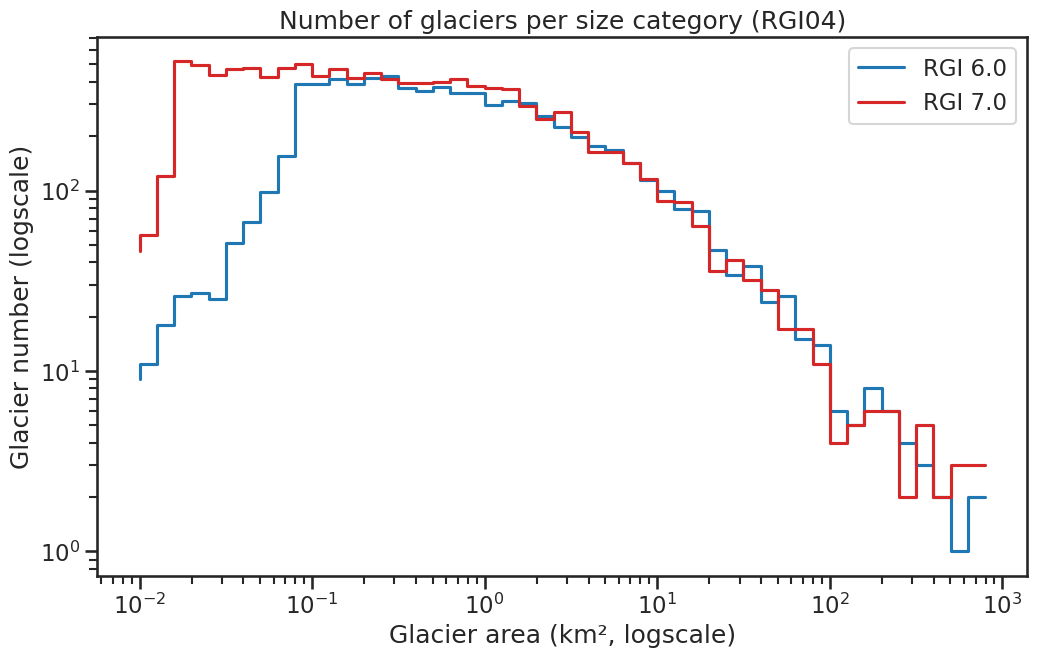 Number of glaciers per size category (RGI04)
RGI 6.0
RGI 7.0
Glacier number (logscale)
10²
10¹
10⁰
10⁻² 10⁻¹ 10⁰ 10¹ 10² 10³
Glacier area (km², logscale)